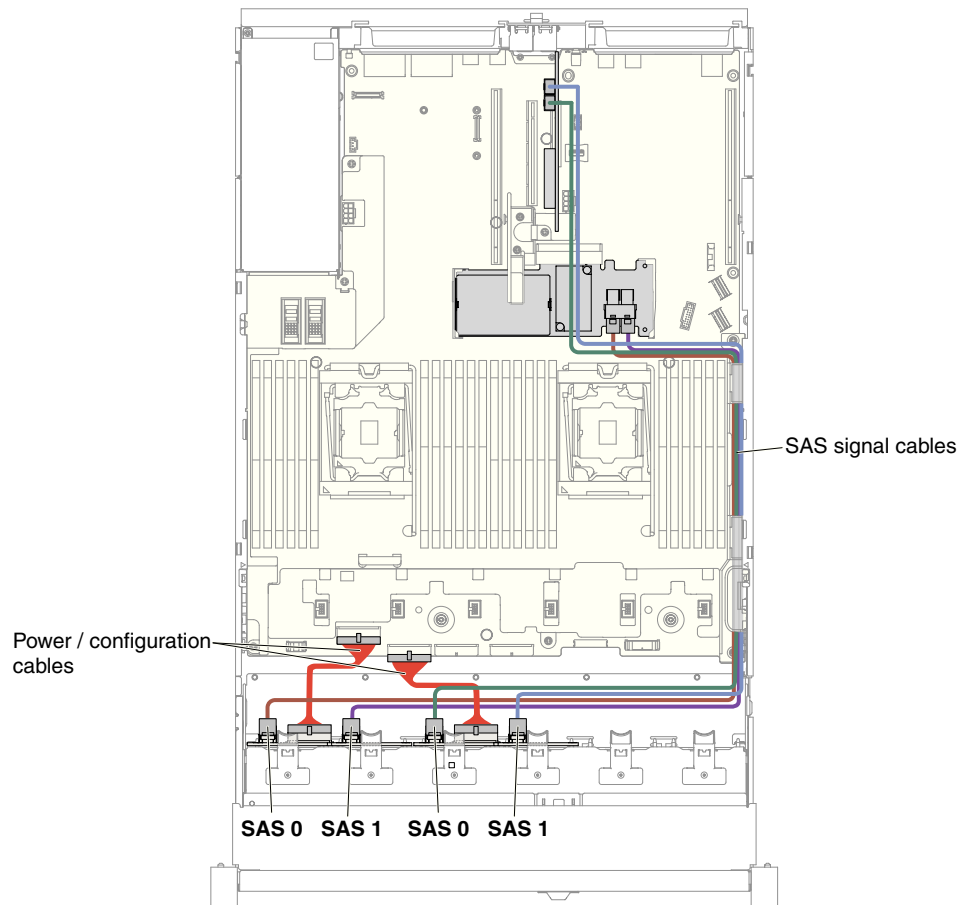 SAS signal cables
Power / configuration
cables
SAS 0 SAS 1 SAS 0 SAS 1